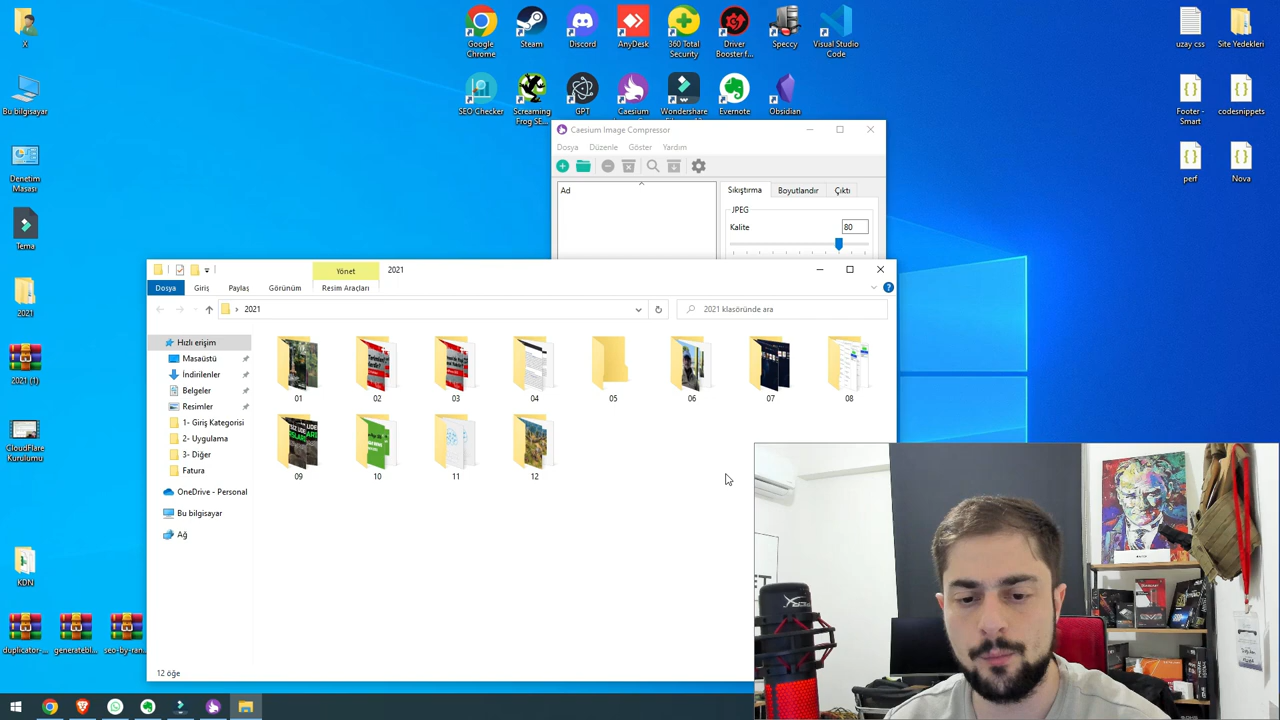 X
Google
Chrome
Steam
Discord
AnyDesk
360 Total
Security
Driver
Booster f...
Speccy
Visual Studio
Code
uzay css
Site Yedekleri
Bu bilgisayar
SEO Checker
Screaming
Frog SE...
GPT
Caesium
Image
Wondershare
Evernote
Obsidian
Footer -
Smart
codesnippets
Denetim
Masası
perf
Nova
Tema
2021
2021 (1)
CloudFlare
Kurulumu
KDN
duplicator-...
generatebl...
seo-by-ran...
Caesium Image Compressor
Dosya
Düzenle
Göster
Yardım
Ad
Sıkıştırma
Boyutlandır
Çıktı
JPEG
Kalite
80
Yönet
2021
Dosya
Giriş
Paylaş
Görünüm
Resim Araçları
2021
2021 klasöründe ara
Hızlı erişim
Masaüstü
İndirilenler
Belgeler
Resimler
1- Giriş Kategorisi
2- Uygulama
3- Diğer
Fatura
OneDrive - Personal
Bu bilgisayar
Ağ
01
02
03
04
05
06
07
08
09
10
11
12
12 öğe